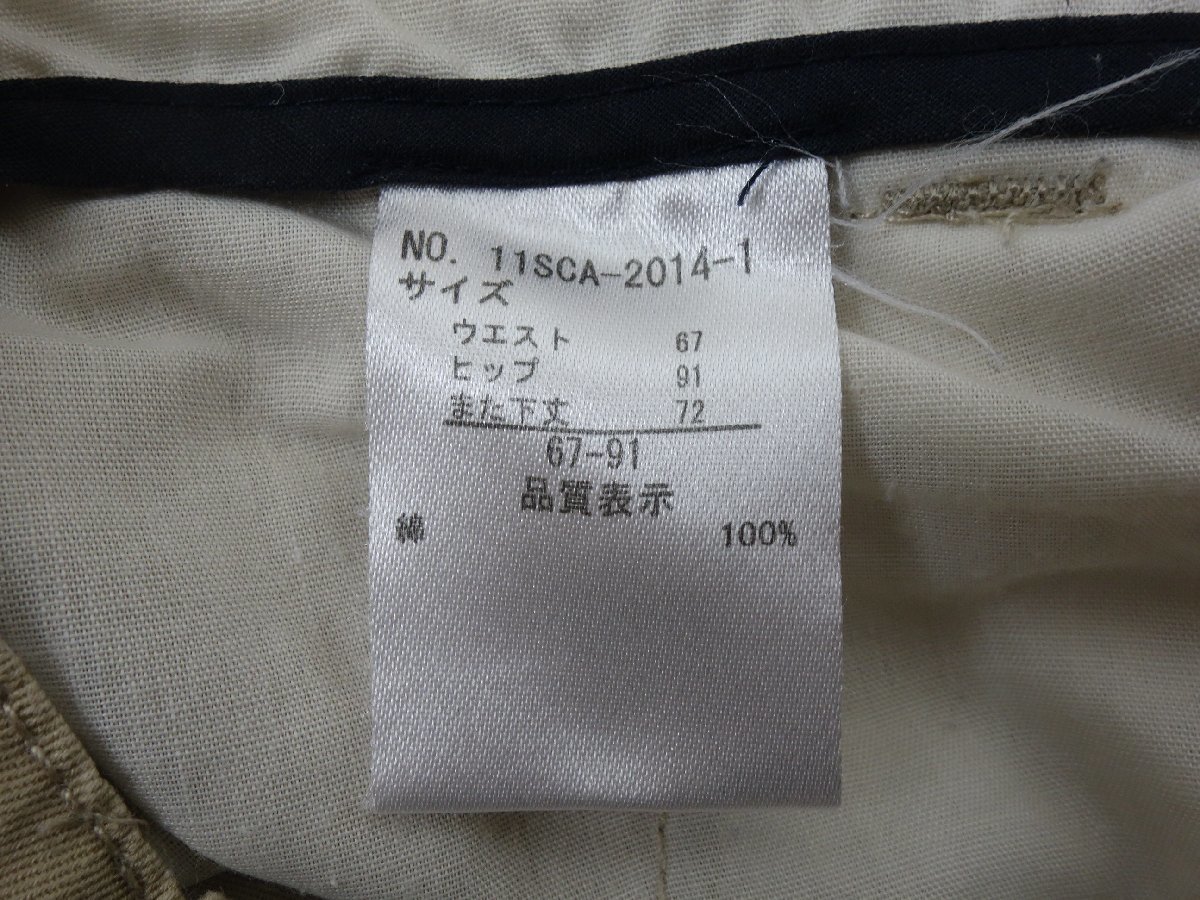 NO. 11SCA-2014-1
サイズ
ウエスト 67
ヒップ 91
また下丈 72
67-91
品質表示
綿 100%